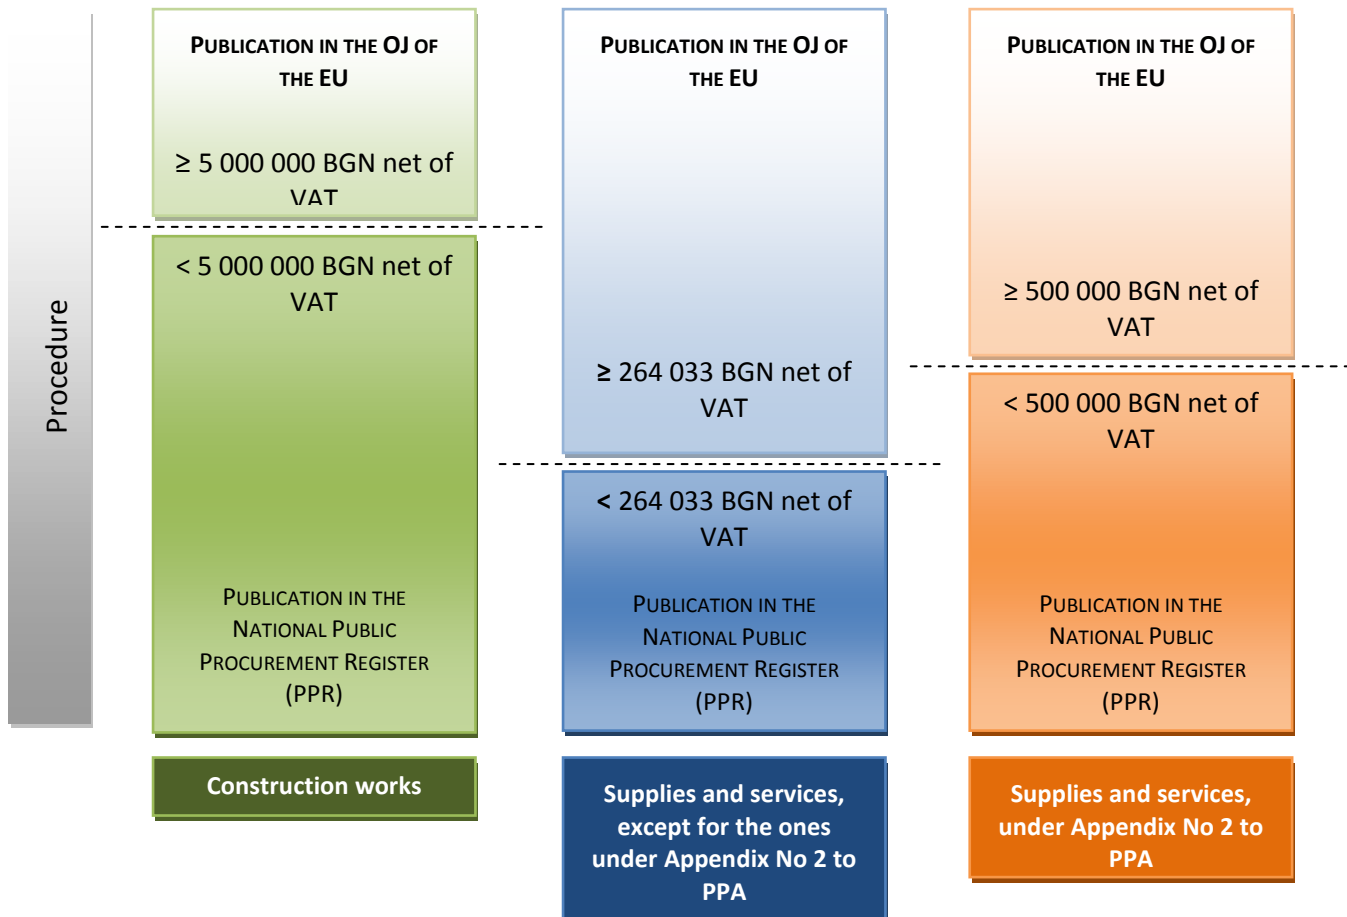 Procedure
PUBLICATION IN THE OJ OF
THE EU
≥ 5 000 000 BGN net of
VAT
< 5 000 000 BGN net of
VAT
PUBLICATION IN THE
NATIONAL PUBLIC
PROCUREMENT REGISTER
(PPR)
Construction works
PUBLICATION IN THE OJ OF
THE EU
≥ 264 033 BGN net of
VAT
< 264 033 BGN net of
VAT
PUBLICATION IN THE
NATIONAL PUBLIC
PROCUREMENT REGISTER
(PPR)
Supplies and services,
except for the ones
under Appendix No 2 to
PPA
PUBLICATION IN THE OJ OF
THE EU
≥ 500 000 BGN net of
VAT
< 500 000 BGN net of
VAT
PUBLICATION IN THE
NATIONAL PUBLIC
PROCUREMENT REGISTER
(PPR)
Supplies and services,
under Appendix No 2 to
PPA